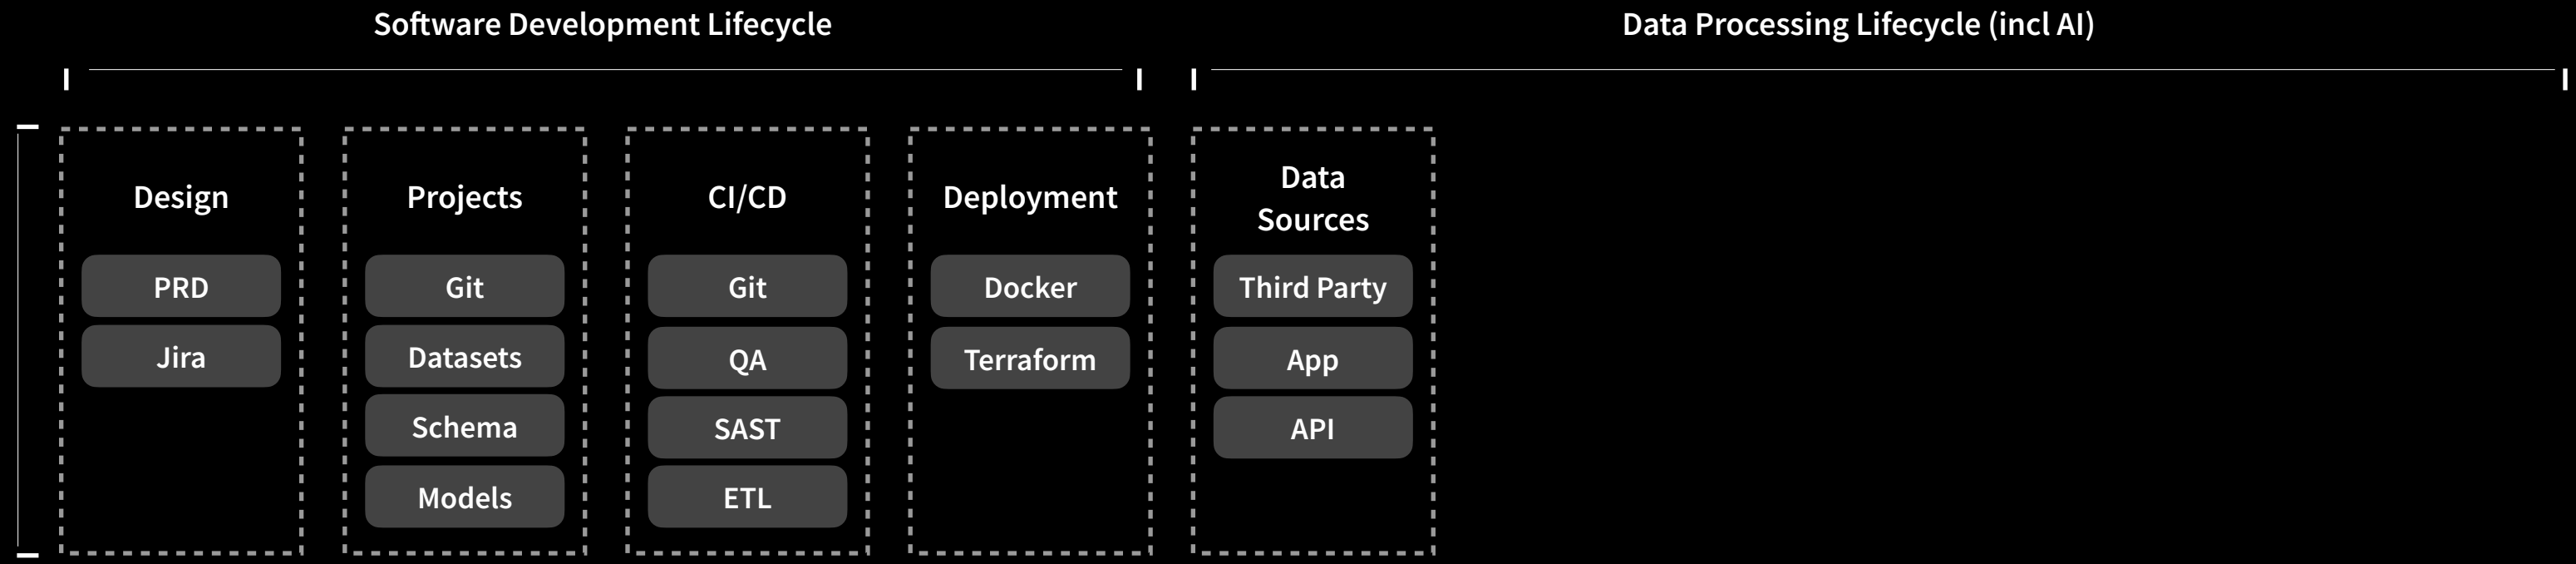 Software Development Lifecycle
Data Processing Lifecycle (incl AI)
Design
PRD
Jira
Projects
Git
Datasets
Schema
Models
CI/CD
Git
QA
SAST
ETL
Deployment
Docker
Terraform
Data
Sources
Third Party
App
API